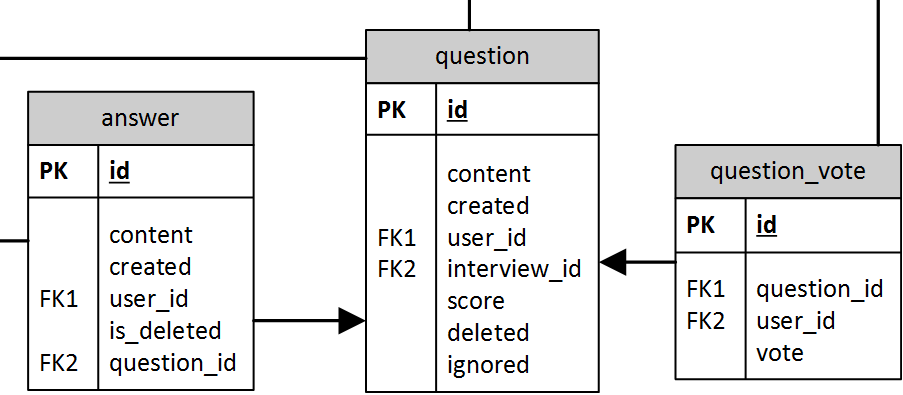 answer
PK id
content
created
FK1 user_id
is_deleted
FK2 question_id
question
PK id
content
created
FK1 user_id
FK2 interview_id
score
deleted
ignored
question_vote
PK id
FK1 question_id
FK2 user_id
vote